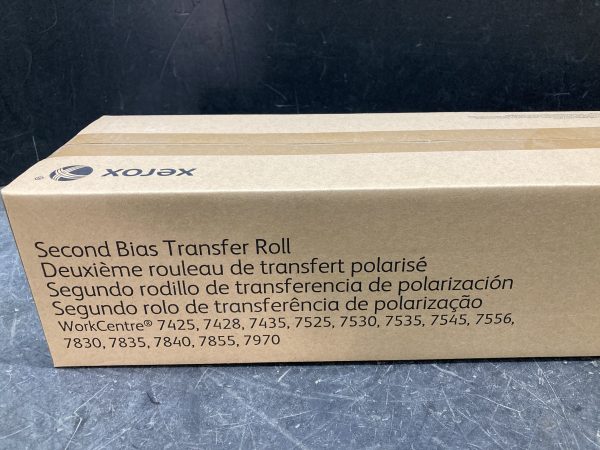 xerox®
Second Bias Transfer Roll
Deuxième rouleau de transfert polarisé
Segundo rodillo de transferencia de polarización
Segundo rolo de transferência de polarização
WorkCentre® 7425, 7428, 7435, 7525, 7530, 7535, 7545, 7556,
7830, 7835, 7840, 7855, 7970